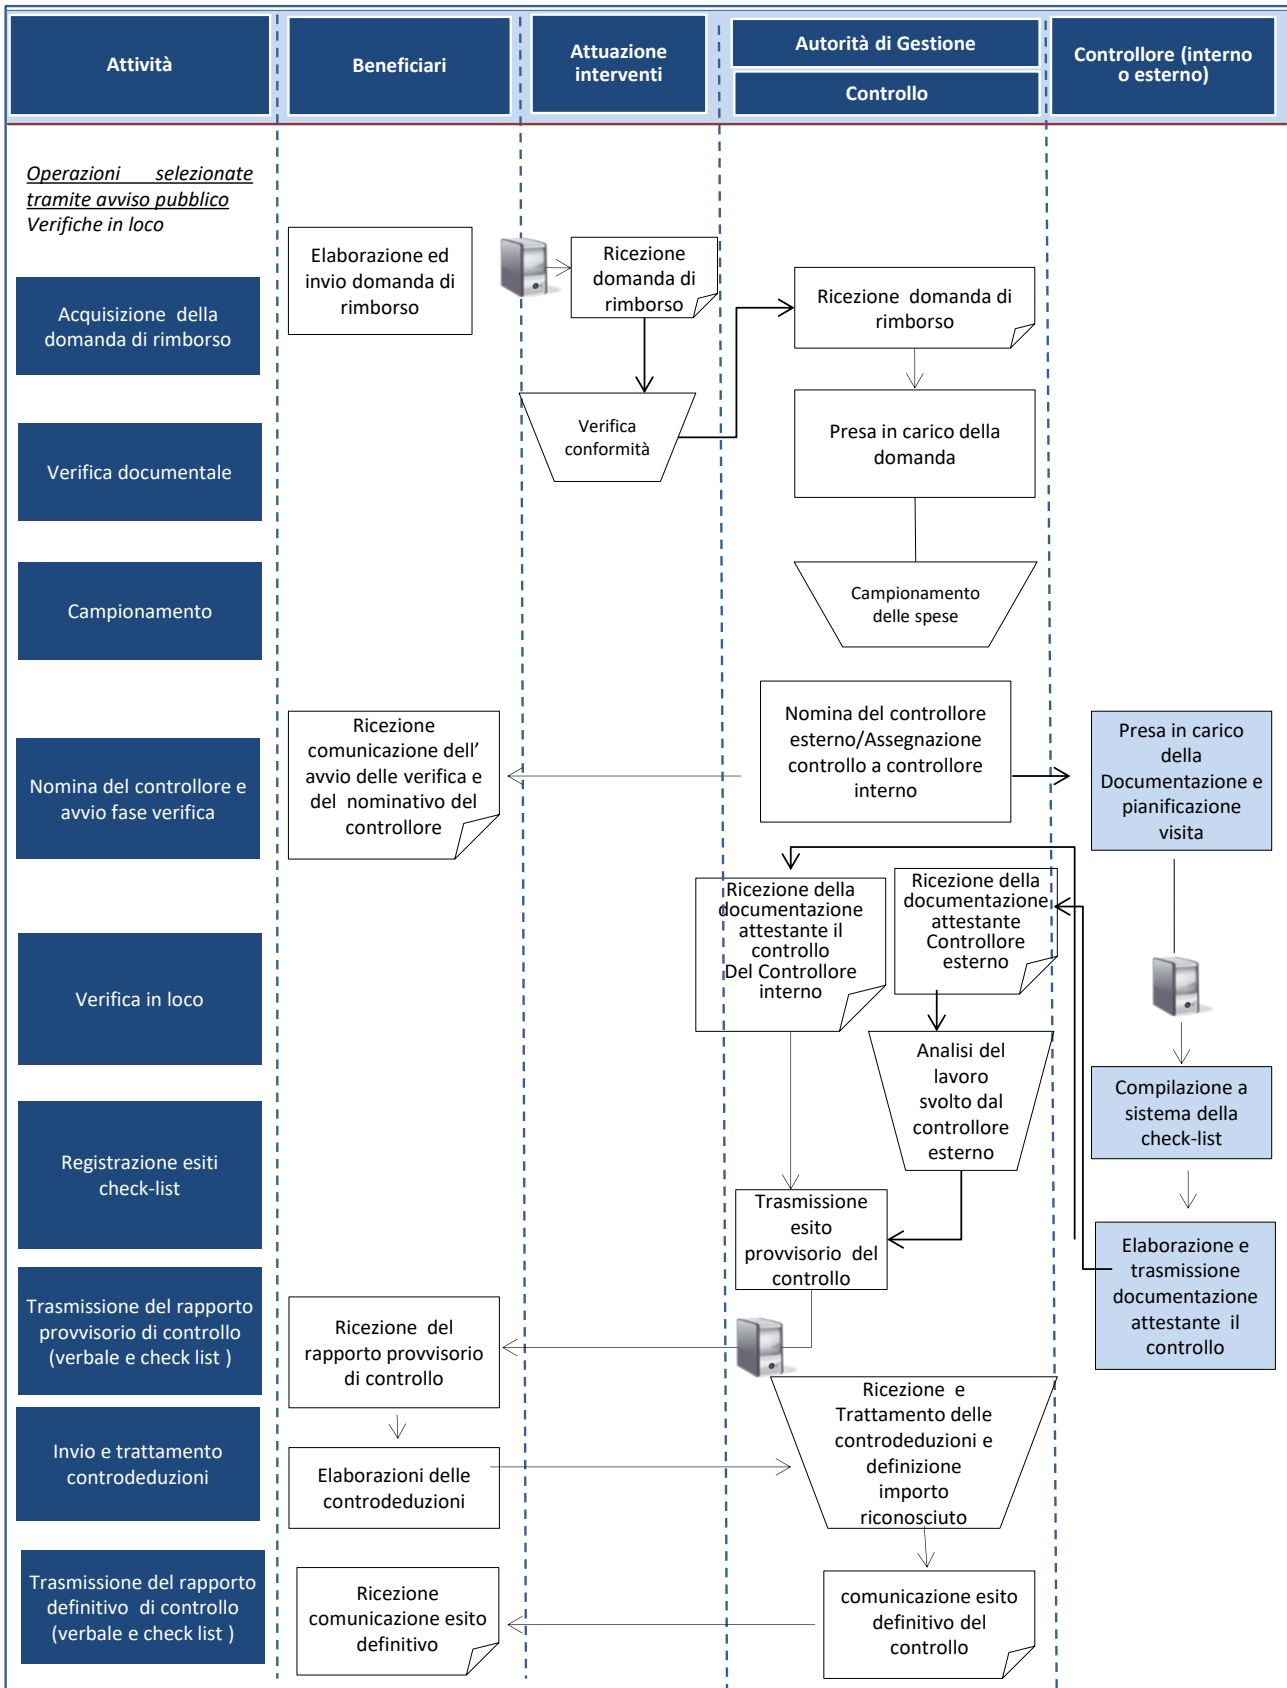 Attività
Beneficiari
Attuazione
interventi
Autorità di Gestione
Controllo
Controllore (interno
o esterno)
Operazioni selezionate
tramite avviso pubblico
Verifiche in loco
Acquisizione della
domanda di rimborso
Elaborazione ed
invio domanda di
rimborso
Ricezione
domanda di
rimborso
Ricezione domanda di
rimborso
Verifica documentale
Verifica
conformità
Presa in carico della
domanda
Campionamento
Campionamento
delle spese
Nomina del controllore e
avvio fase verifica
Ricezione
comunicazione dell'
avvio delle verifica e
del nominativo del
controllore
Nomina del controllore
esterno/Assegnazione
controllo a controllore
interno
Presa in carico
della
Documentazione e
pianificazione
visita
Verifica in loco
Ricezione della
documentazione
attestante il
controllo
Del Controllore
interno
Ricezione della
documentazione
attestante
Controllore
esterno
Analisi del
lavoro
svolto dal
controllore
esterno
Compilazione a
sistema della
check-list
Registrazione esiti
check-list
Trasmissione
esito
provvisorio del
controllo
Elaborazione e
trasmissione
documentazione
attestante il
controllo
Trasmissione del rapporto
provvisorio di controllo
(verbale e check list )
Ricezione del
rapporto provvisorio
di controllo
Invio e trattamento
controdeduzioni
Elaborazioni delle
controdeduzioni
Ricezione e
Trattamento delle
controdeduzioni e
definizione
importo
riconosciuto
Trasmissione del rapporto
definitivo di controllo
(verbale e check list )
Ricezione
comunicazione esito
definitivo
comunicazione esito
definitivo del
controllo